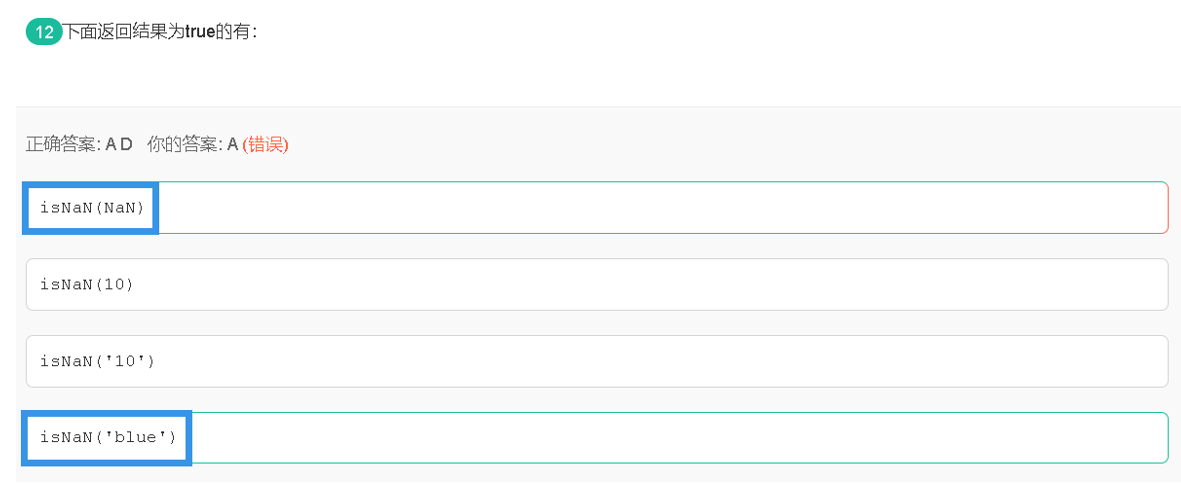 12 下面返回结果为true的有：
正确答案: A D 你的答案: A (错误)
isNaN(NaN)
isNaN(10)
isNaN('10')
isNaN('blue')